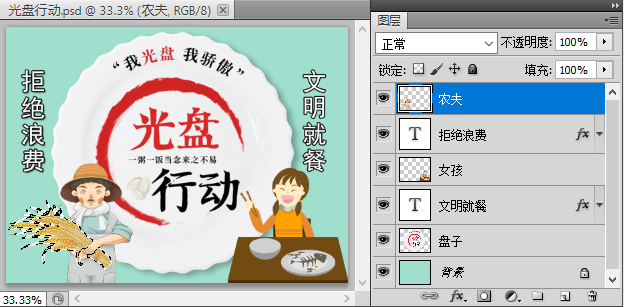 光盘行动.psd @ 33.3% (农夫, RGB/8)
“我光盘 我骄傲”
拒绝浪费
光盘
一粥一饭当念来之不易
行动
文明就餐
33.33%
图层
正常 不透明度: 100%
锁定: 填充: 100%
农夫
T 拒绝浪费 fx
女孩
T 文明就餐 fx
盘子
背景
fx.